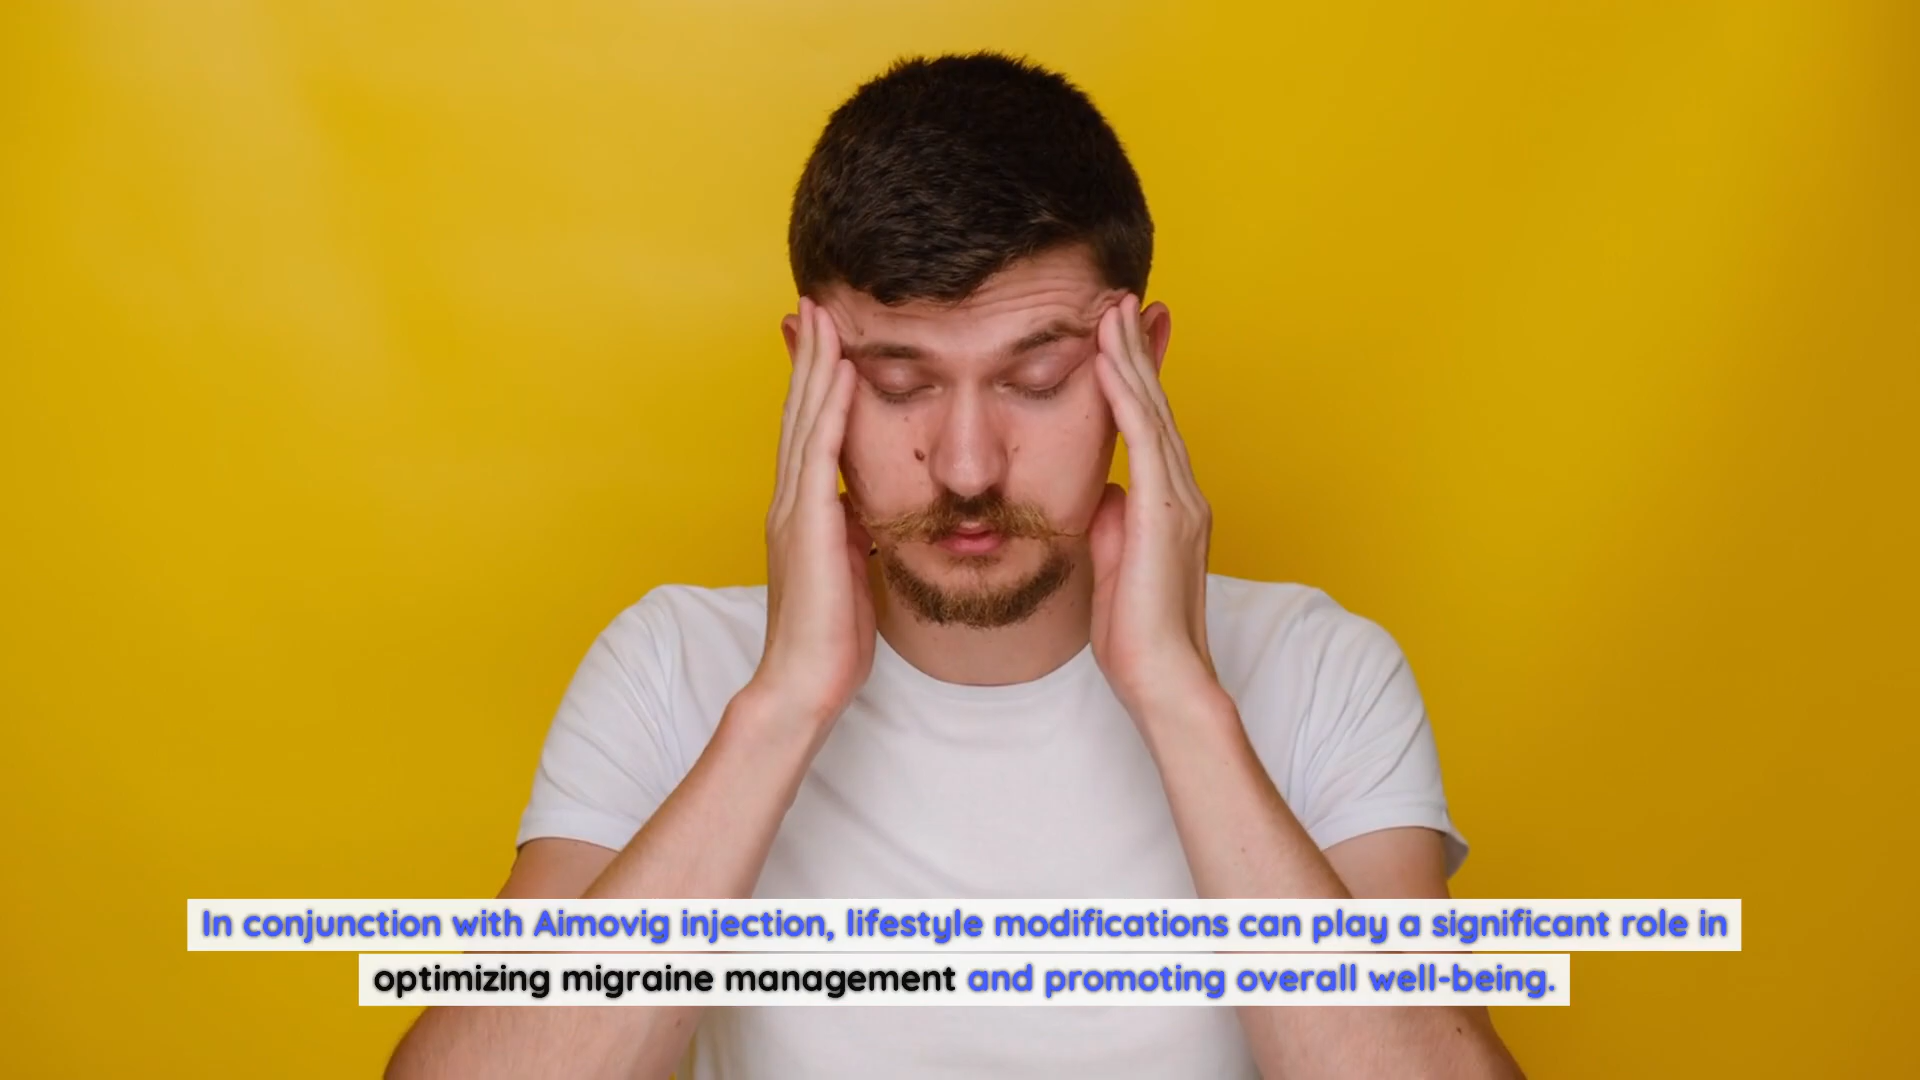 In conjunction with Aimovig injection, lifestyle modifications can play a significant role in
optimizing migraine management and promoting overall well-being.